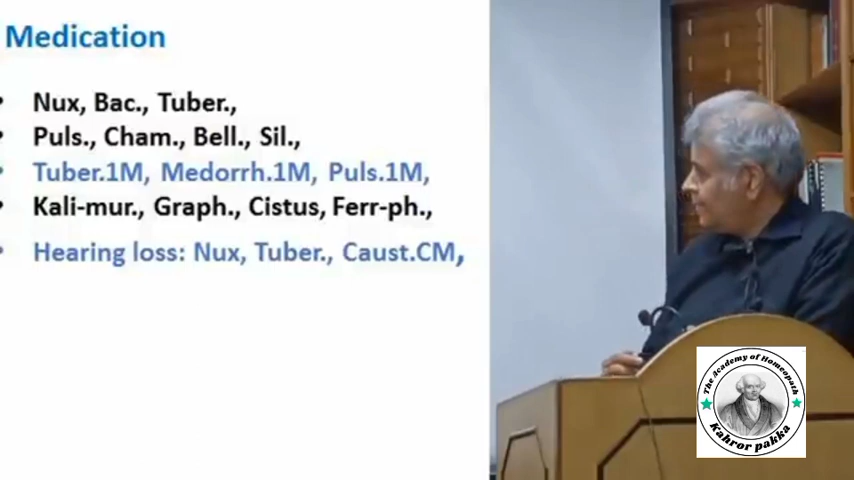 Medication
• Nux, Bac., Tuber.,
• Puls., Cham., Bell., Sil.,
• Tuber.1M, Medorrh.1M, Puls.1M,
• Kali-mur., Graph., Cistus, Ferr-ph.,
• Hearing loss: Nux, Tuber., Caust.CM,
The Academy of Homeopath
Kahror pakka